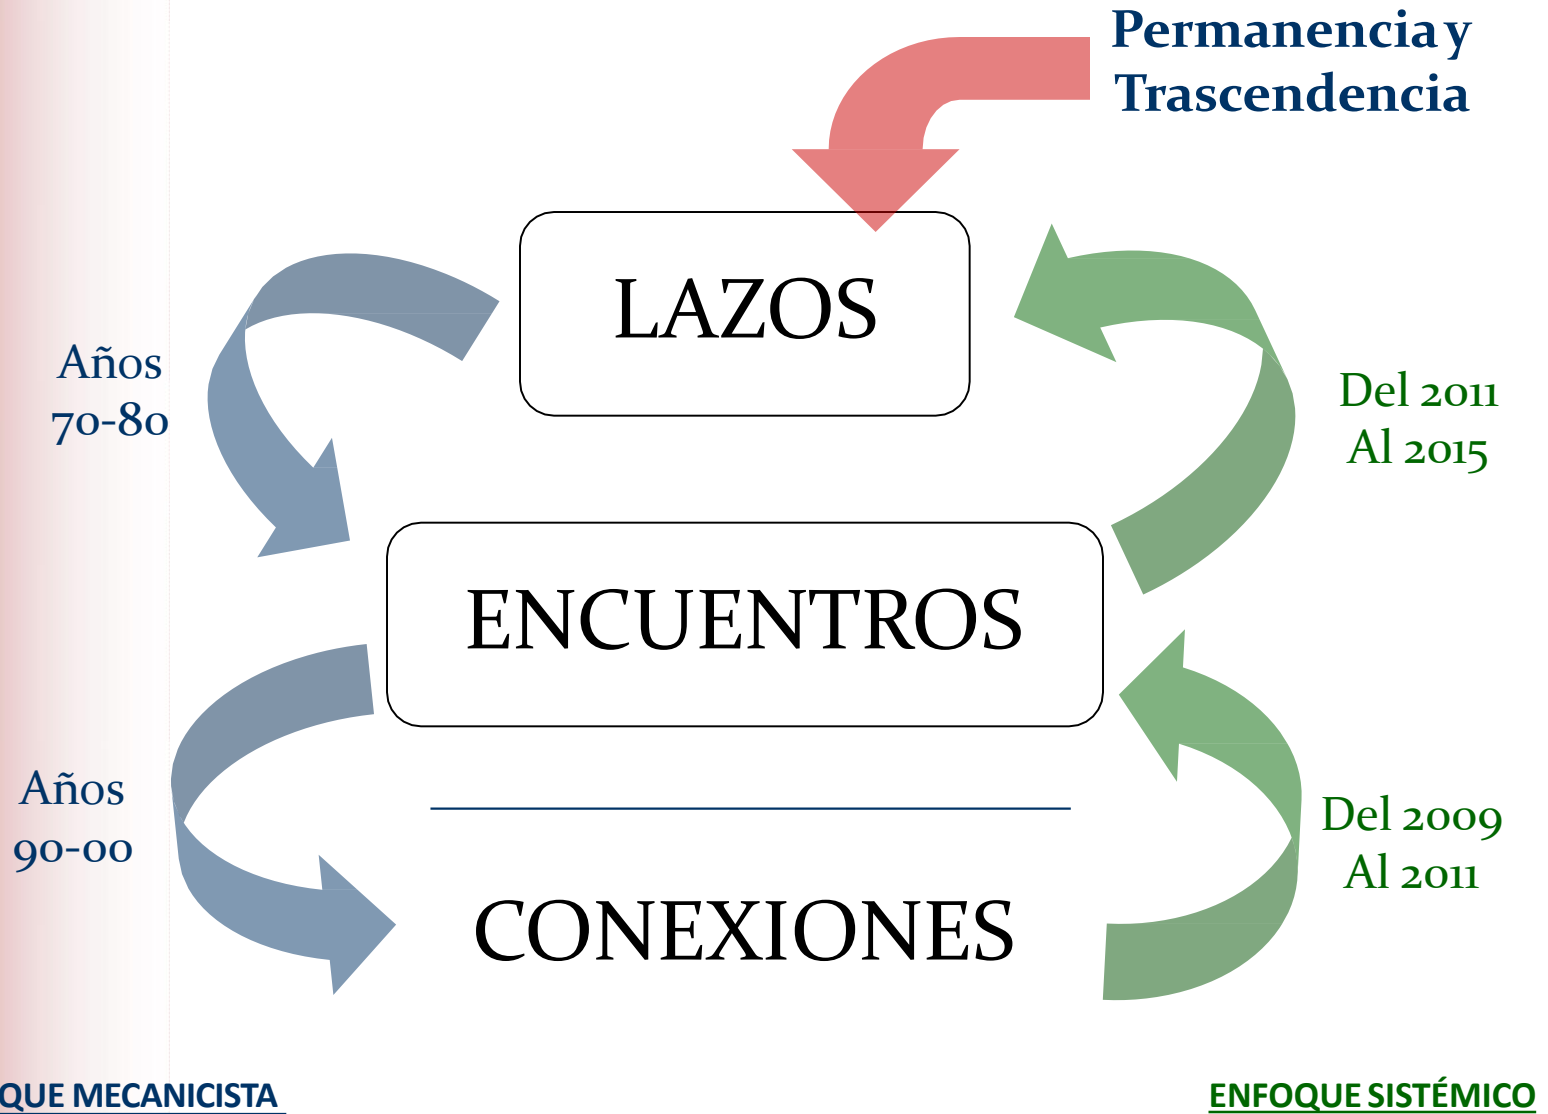 Permanencia y
Trascendencia
LAZOS
Años
70-80
Del 2011
Al 2015
ENCUENTROS
Años
90-00
Del 2009
Al 2011
CONEXIONES
QUE MECANICISTA
ENFOQUE SISTÉMICO